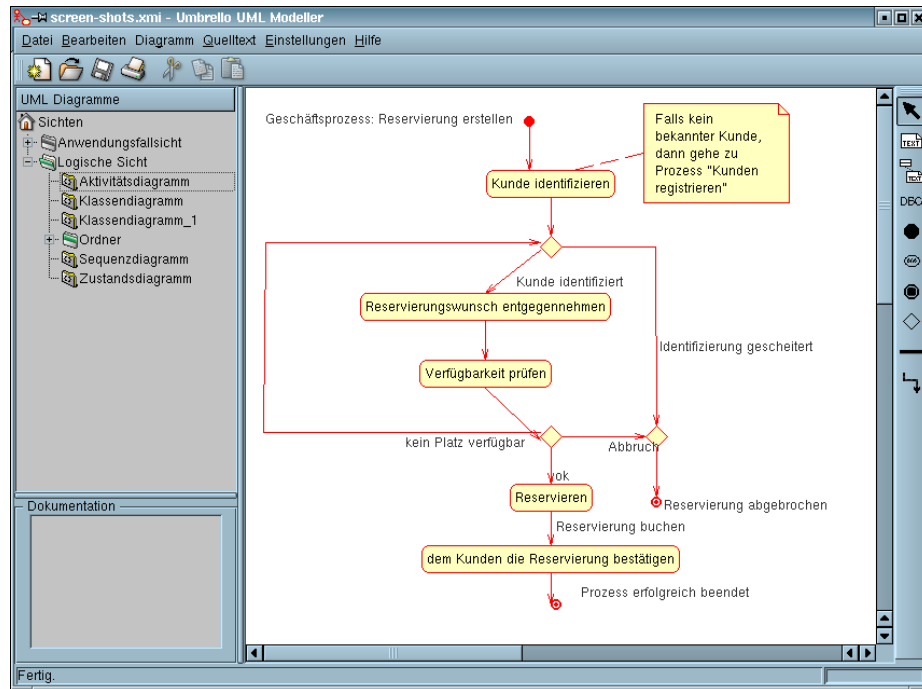 screen-shots.xmi - Umbrello UML Modeller
Datei Bearbeiten Diagramm Quelltext Einstellungen Hilfe
UML Diagramme
Sichten
Anwendungsfallsicht
Logische Sicht
Aktivitätsdiagramm
Klassendiagramm
Klassendiagramm_1
Ordner
Sequenzdiagramm
Zustandsdiagramm
Dokumentation
Geschäftsprozess: Reservierung erstellen
Falls kein
bekannter Kunde,
dann gehe zu
Prozess "Kunden
registrieren"
Kunde identifizieren
Kunde identifiziert
Reservierungswunsch entgegennehmen
Identifizierung gescheitert
Verfügbarkeit prüfen
kein Platz verfügbar
Abbruch
ok
Reservieren
Reservierung abgebrochen
Reservierung buchen
dem Kunden die Reservierung bestätigen
Prozess erfolgreich beendet
TEXT
TEXT
Fertig.